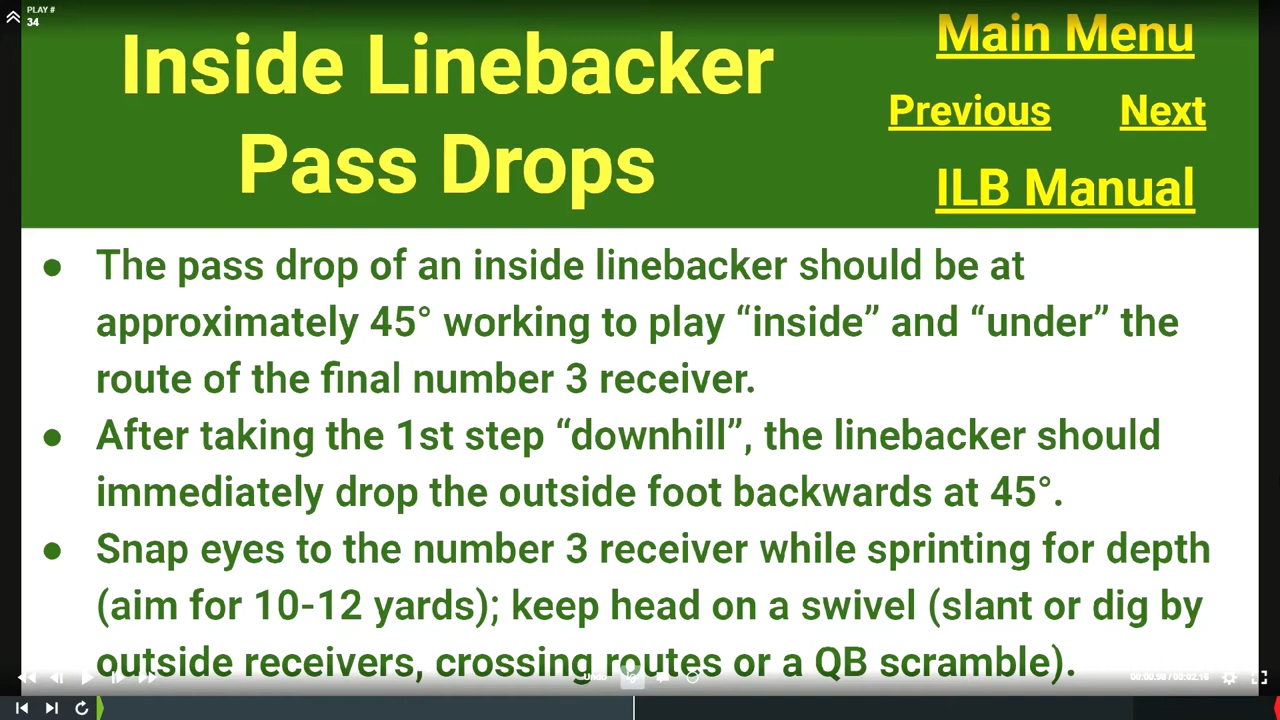 PLAY #
34
Inside Linebacker
Pass Drops
Main Menu
Previous Next
ILB Manual
● The pass drop of an inside linebacker should be at
approximately 45° working to play “inside” and “under” the
route of the final number 3 receiver.
● After taking the 1st step “downhill”, the linebacker should
immediately drop the outside foot backwards at 45°.
● Snap eyes to the number 3 receiver while sprinting for depth
(aim for 10-12 yards); keep head on a swivel (slant or dig by
outside receivers, crossing routes or a QB scramble).
Undo